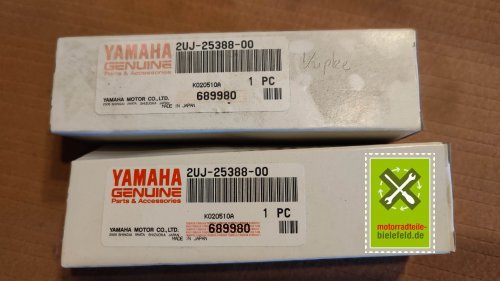 YAMAHA
GENUINE
Parts & Accessories
2UJ-25388-00
K020510A
1 PC
YAMAHA MOTOR CO., LTD.
689980
MADE IN JAPAN
YAMAHA
GENUINE
Parts & Accessories
2UJ-25388-00
K020510A
1 PC
YAMAHA MOTOR CO., LTD.
689980
MADE IN JAPAN
motorradteile-
bielefeld.de